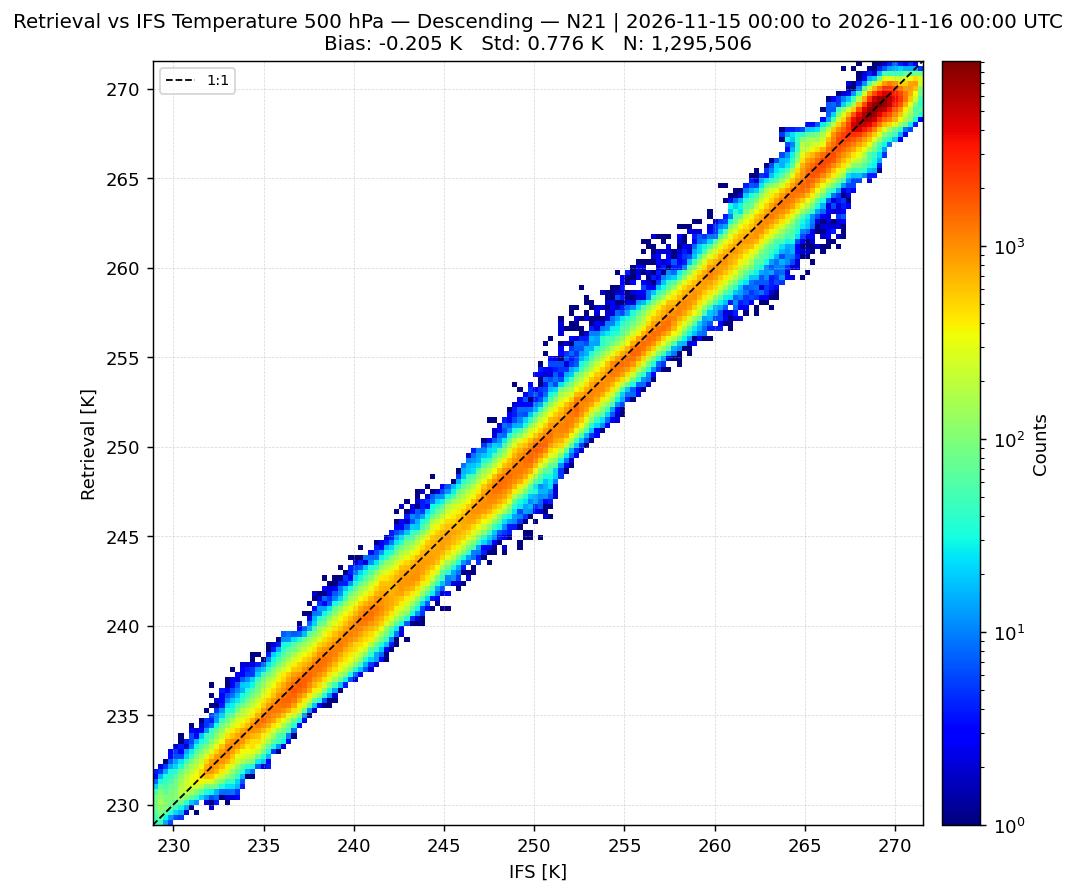 Retrieval vs IFS Temperature 500 hPa — Descending — N21 | 2026-11-15 00:00 to 2026-11-16 00:00 UTC
Bias: -0.205 K   Std: 0.776 K   N: 1,295,506
1:1
270
265
260
255
250
245
240
235
230
Retrieval [K]
230 235 240 245 250 255 260 265 270
IFS [K]
10³
10²
10¹
10⁰
Counts